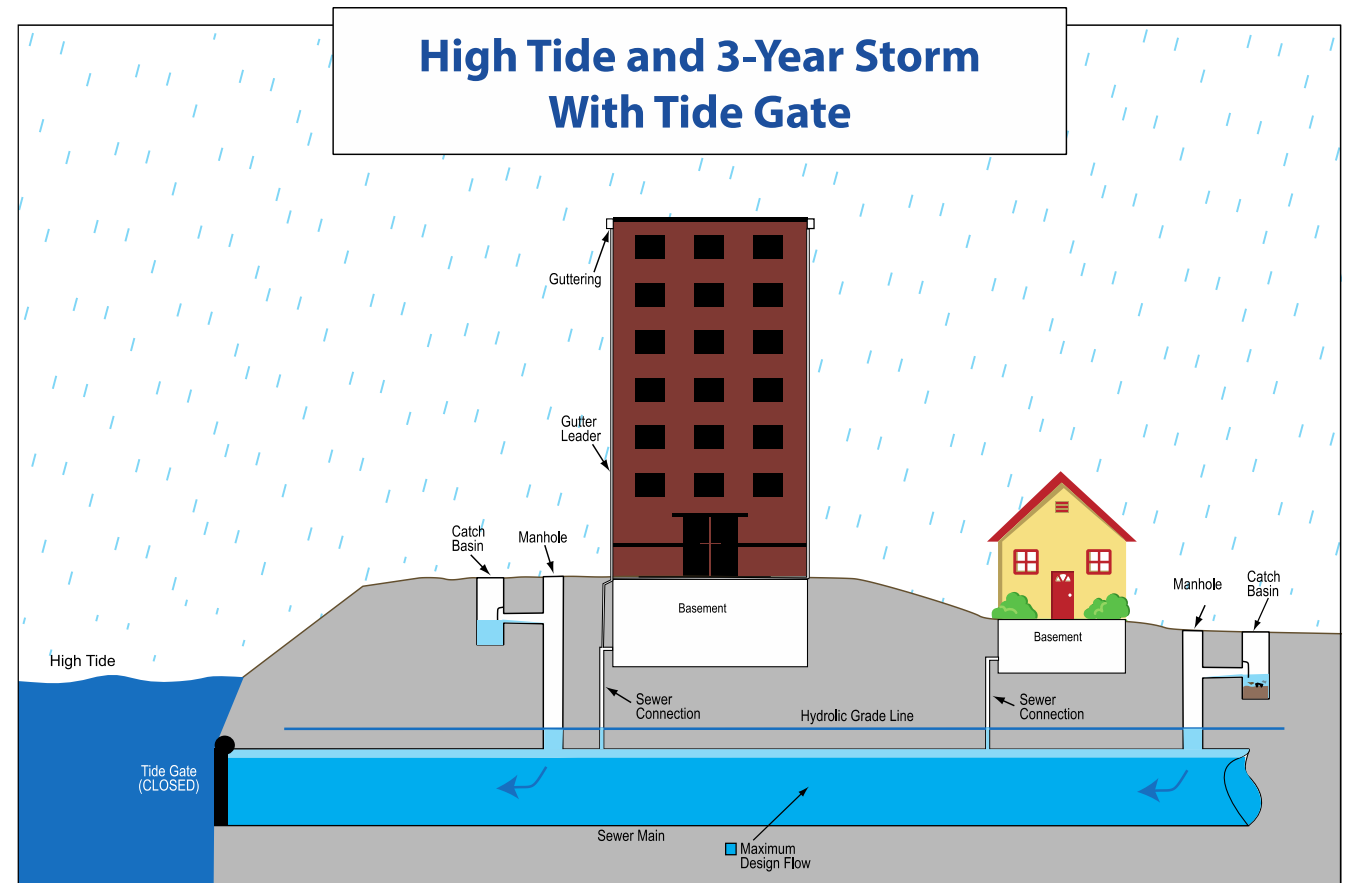 High Tide and 3-Year Storm
With Tide Gate
Guttering
Gutter
Leader
Catch
Basin
Manhole
Basement
Manhole
Catch
Basin
Basement
High Tide
Sewer
Connection
Hydrolic Grade Line
Sewer
Connection
Tide Gate
(CLOSED)
Sewer Main
Maximum
Design Flow